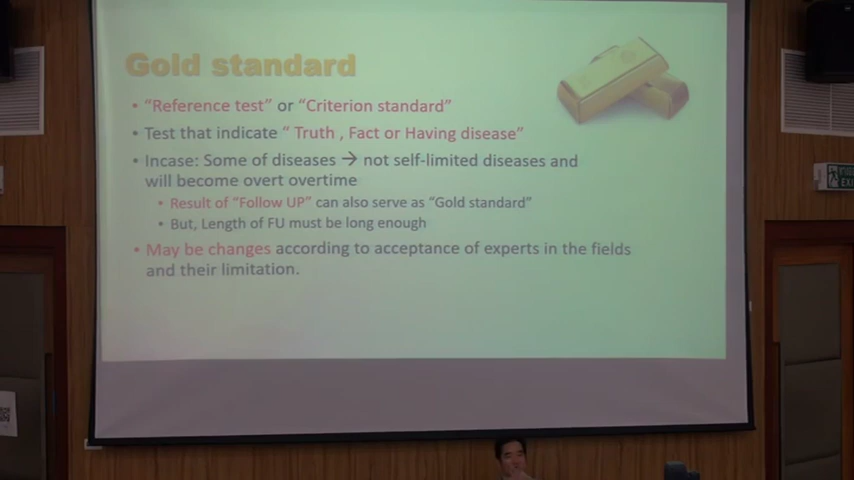 Gold standard
• “Reference test” or “Criterion standard”
• Test that indicate “ Truth , Fact or Having disease”
• Incase: Some of diseases → not self-limited diseases and
will become overt overtime
• Result of “Follow UP” can also serve as “Gold standard”
• But, Length of FU must be long enough
• May be changes according to acceptance of experts in the fields
and their limitation.